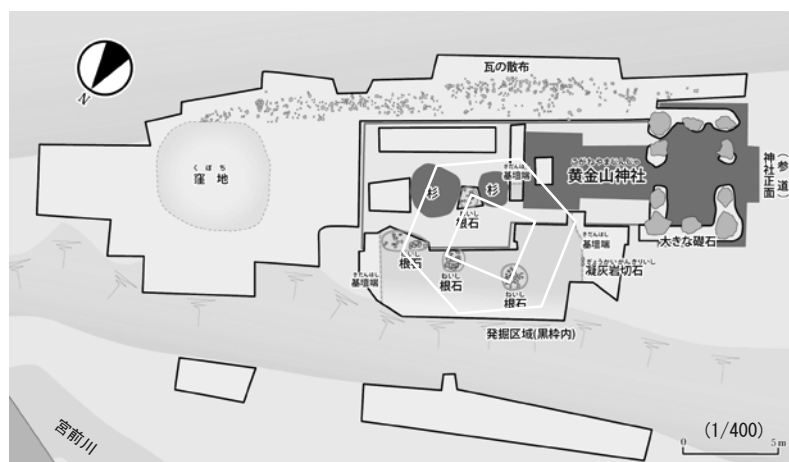 瓦の散布
N
くぼち
窪地
杉
杉
きだんはし
基壇端
ねいし
根石
こがねやまじんじゃ
黄金山神社
（参道）
神社正面
大きな礎石
きだんはし
基壇端
ぎょうかいがんきりいし
凝灰岩切石
きだんはし
基壇端
ねいし
根石
ねいし
根石
ねいし
根石
発掘区域(黒枠内)
宮前川
(1/400)
0 5m